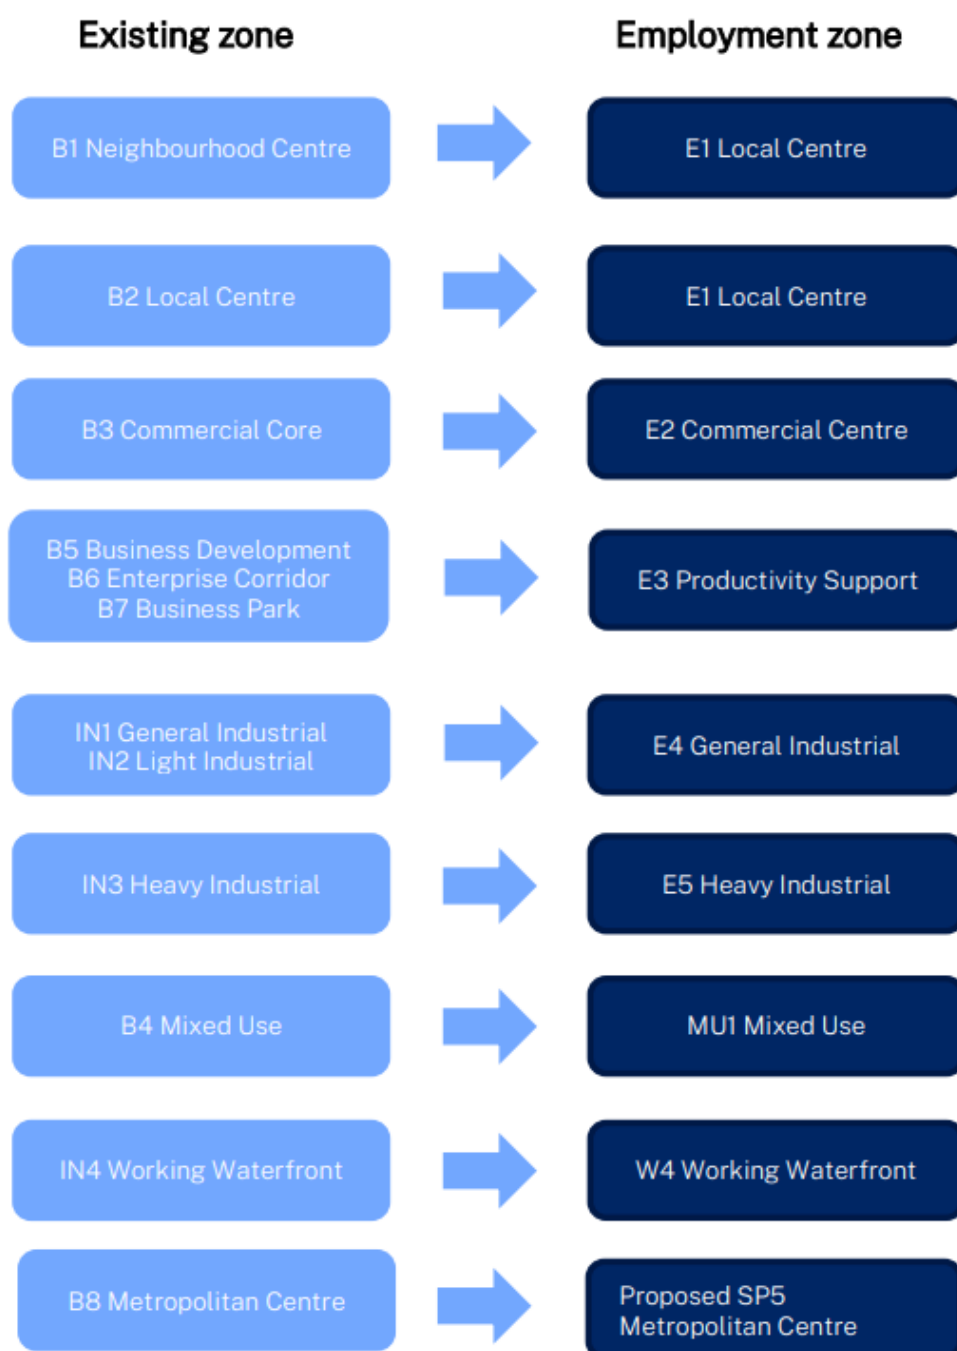 Existing zone
Employment zone
B1 Neighbourhood Centre
E1 Local Centre
B2 Local Centre
E1 Local Centre
B3 Commercial Core
E2 Commercial Centre
B5 Business Development
B6 Enterprise Corridor
B7 Business Park
E3 Productivity Support
IN1 General Industrial
IN2 Light Industrial
E4 General Industrial
IN3 Heavy Industrial
E5 Heavy Industrial
B4 Mixed Use
MU1 Mixed Use
IN4 Working Waterfront
W4 Working Waterfront
B8 Metropolitan Centre
Proposed SP5
Metropolitan Centre